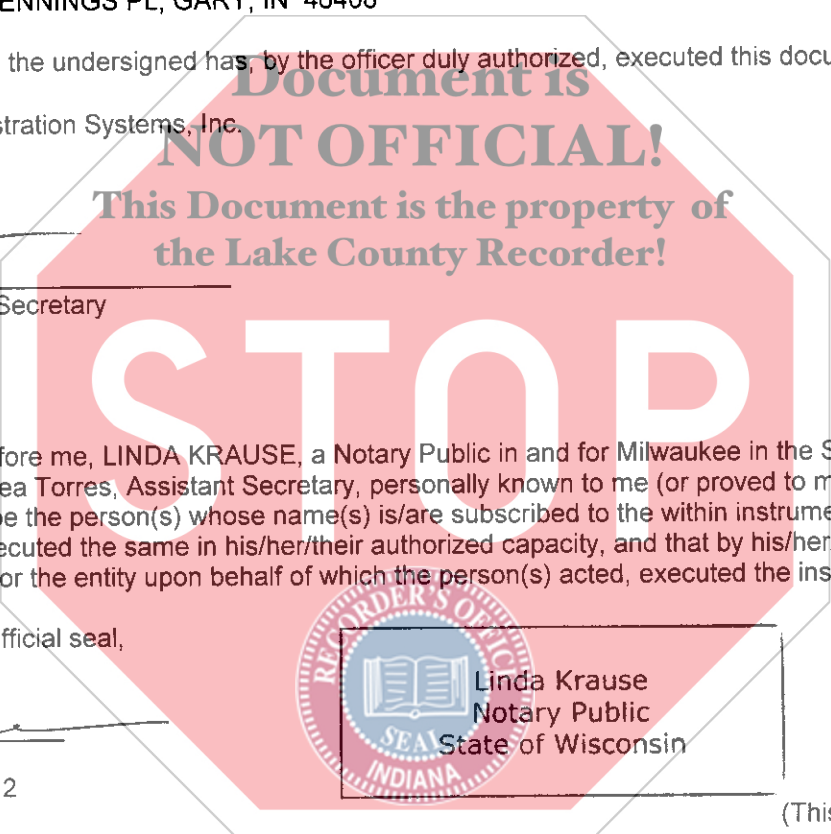 ENNINGS PL, GARY, IN 46408
the undersigned has, by the officer duly authorized, executed this docu
Document is
stration Systems, Inc.
NOT OFFICIAL!
This Document is the property of
the Lake County Recorder!
Secretary
STOP
fore me, LINDA KRAUSE, a Notary Public in and for Milwaukee in the S
ea Torres, Assistant Secretary, personally known to me (or proved to m
be the person(s) whose name(s) is/are subscribed to the within instrume
ecuted the same in his/her/their authorized capacity, and that by his/her
or the entity upon behalf of which the person(s) acted, executed the ins
fficial seal,
RECORDER'S OFFICE
SEAL
INDIANA
Linda Krause
Notary Public
State of Wisconsin
2
(This